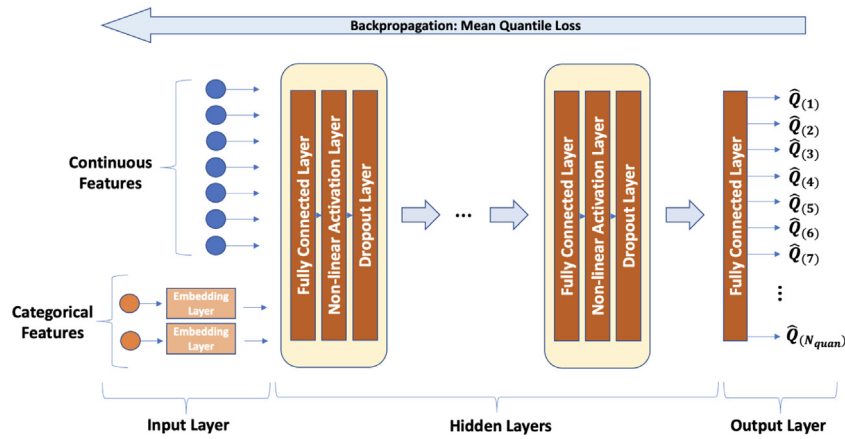 Backpropagation: Mean Quantile Loss
Continuous
Features
Categorical
Features
Embedding
Layer
Embedding
Layer
Fully Connected Layer
Non-linear Activation Layer
Dropout Layer
...
Fully Connected Layer
Non-linear Activation Layer
Dropout Layer
Fully Connected Layer
Q̂(1)
Q̂(2)
Q̂(3)
Q̂(4)
Q̂(5)
Q̂(6)
Q̂(7)
...
Q̂(N_quan)
Input Layer
Hidden Layers
Output Layer